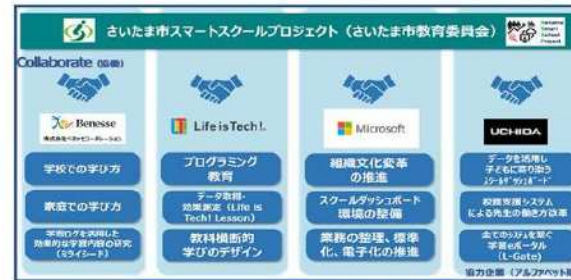 さいたま市スマートスクールプロジェクト（さいたま市教育委員会）
Collaborate（協働）
Benesse
株式会社ベネッセコーポレーション
学校での学び方
家庭での学び方
学習ログを活用した
効果的な学習内容の研究
（ミライシード）
Life is Tech!
プログラミング
教育
データ取得・
効果測定（Life is
Tech! Lesson）
教科横断的
学びのデザイン
Microsoft
組織文化変革
の推進
スクールダッシュボード
環境の整備
業務の整理、標準
化、電子化の推進
UCHIDA
データを活用し
子どもに寄り添う
スクールダッシュボード
校務支援システム
による先生の働き方改革
全てのシステムを繋ぐ
学習eポータル
（L-Gate）
協力企業（アルファベット順）